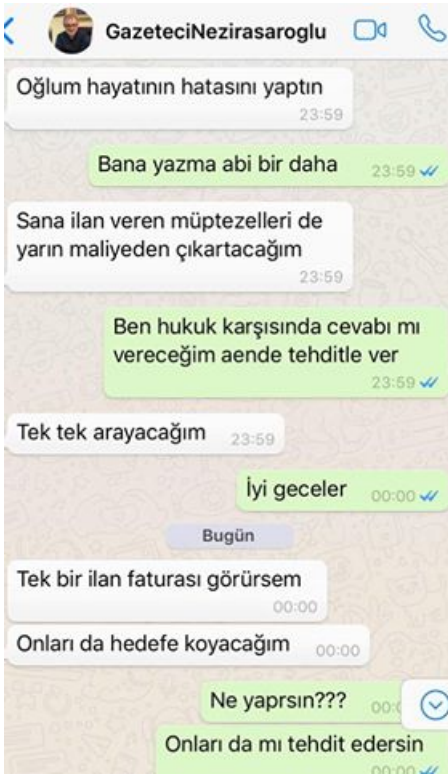 GazeteciNezirasaroglu
Oğlum hayatının hatasını yaptın
23:59
Bana yazma abi bir daha 23:59
Sana ilan veren müptezelleri de
yarın maliyeden çıkartacağım
23:59
Ben hukuk karşısında cevabı mı
vereceğim aende tehditle ver
23:59
Tek tek arayacağım 23:59
İyi geceler 00:00
Bugün
Tek bir ilan faturası görürsem
00:00
Onları da hedefe koyacağım 00:00
Ne yaprsın???
Onları da mı tehdit edersin
00:00